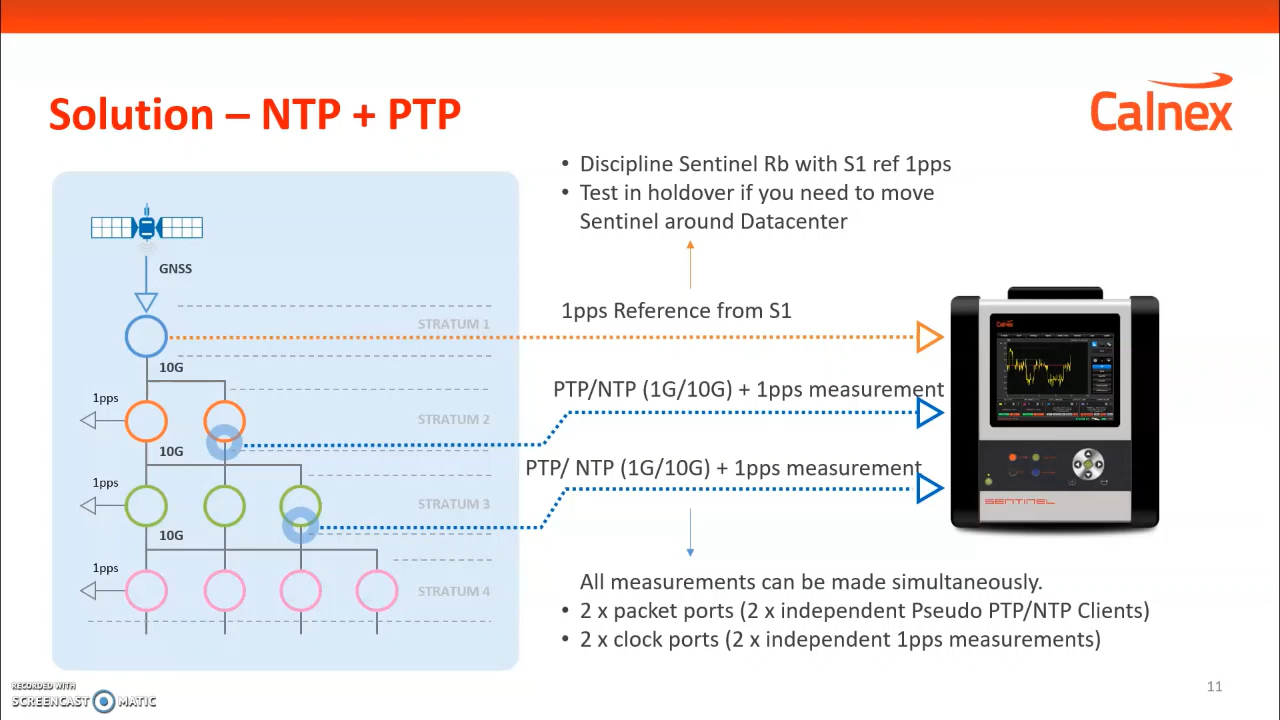 Solution – NTP + PTP
Calnex
• Discipline Sentinel Rb with S1 ref 1pps
• Test in holdover if you need to move
Sentinel around Datacenter
GNSS
1pps Reference from S1
STRATUM 1
10G
PTP/NTP (1G/10G) + 1pps measurement
1pps
STRATUM 2
10G
PTP/ NTP (1G/10G) + 1pps measurement
1pps
STRATUM 3
10G
1pps
STRATUM 4
Calnex
SENTINEL
All measurements can be made simultaneously.
• 2 x packet ports (2 x independent Pseudo PTP/NTP Clients)
• 2 x clock ports (2 x independent 1pps measurements)
RECORDED WITH
SCREENCAST MATIC
11